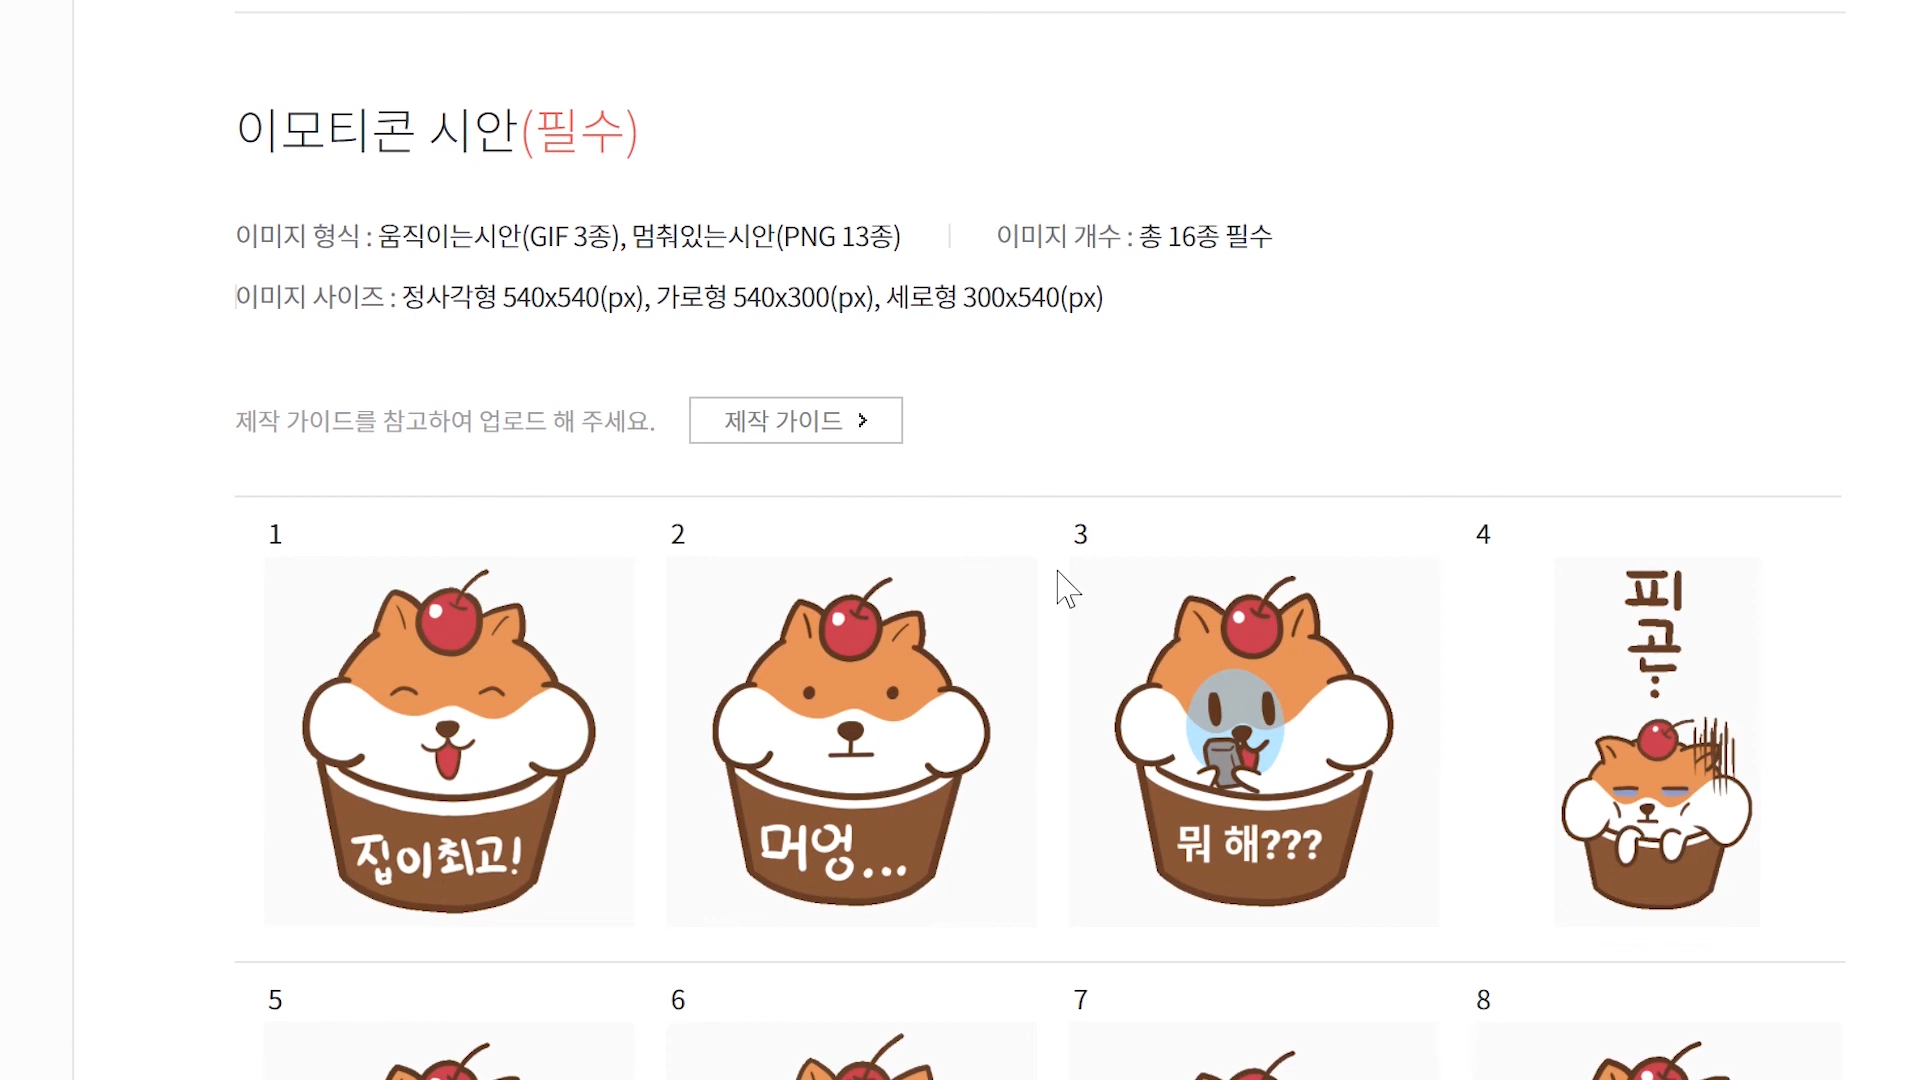 이모티콘 시안(필수)
이미지 형식 : 움직이는시안(GIF 3종), 멈춰있는시안(PNG 13종)
이미지 개수 : 총 16종 필수
이미지 사이즈 : 정사각형 540x540(px), 가로형 540x300(px), 세로형 300x540(px)
제작 가이드를 참고하여 업로드 해 주세요.
제작 가이드
1
2
3
4
집이최고!
머엉...
뭐 해???
피
곤
:
5
6
7
8